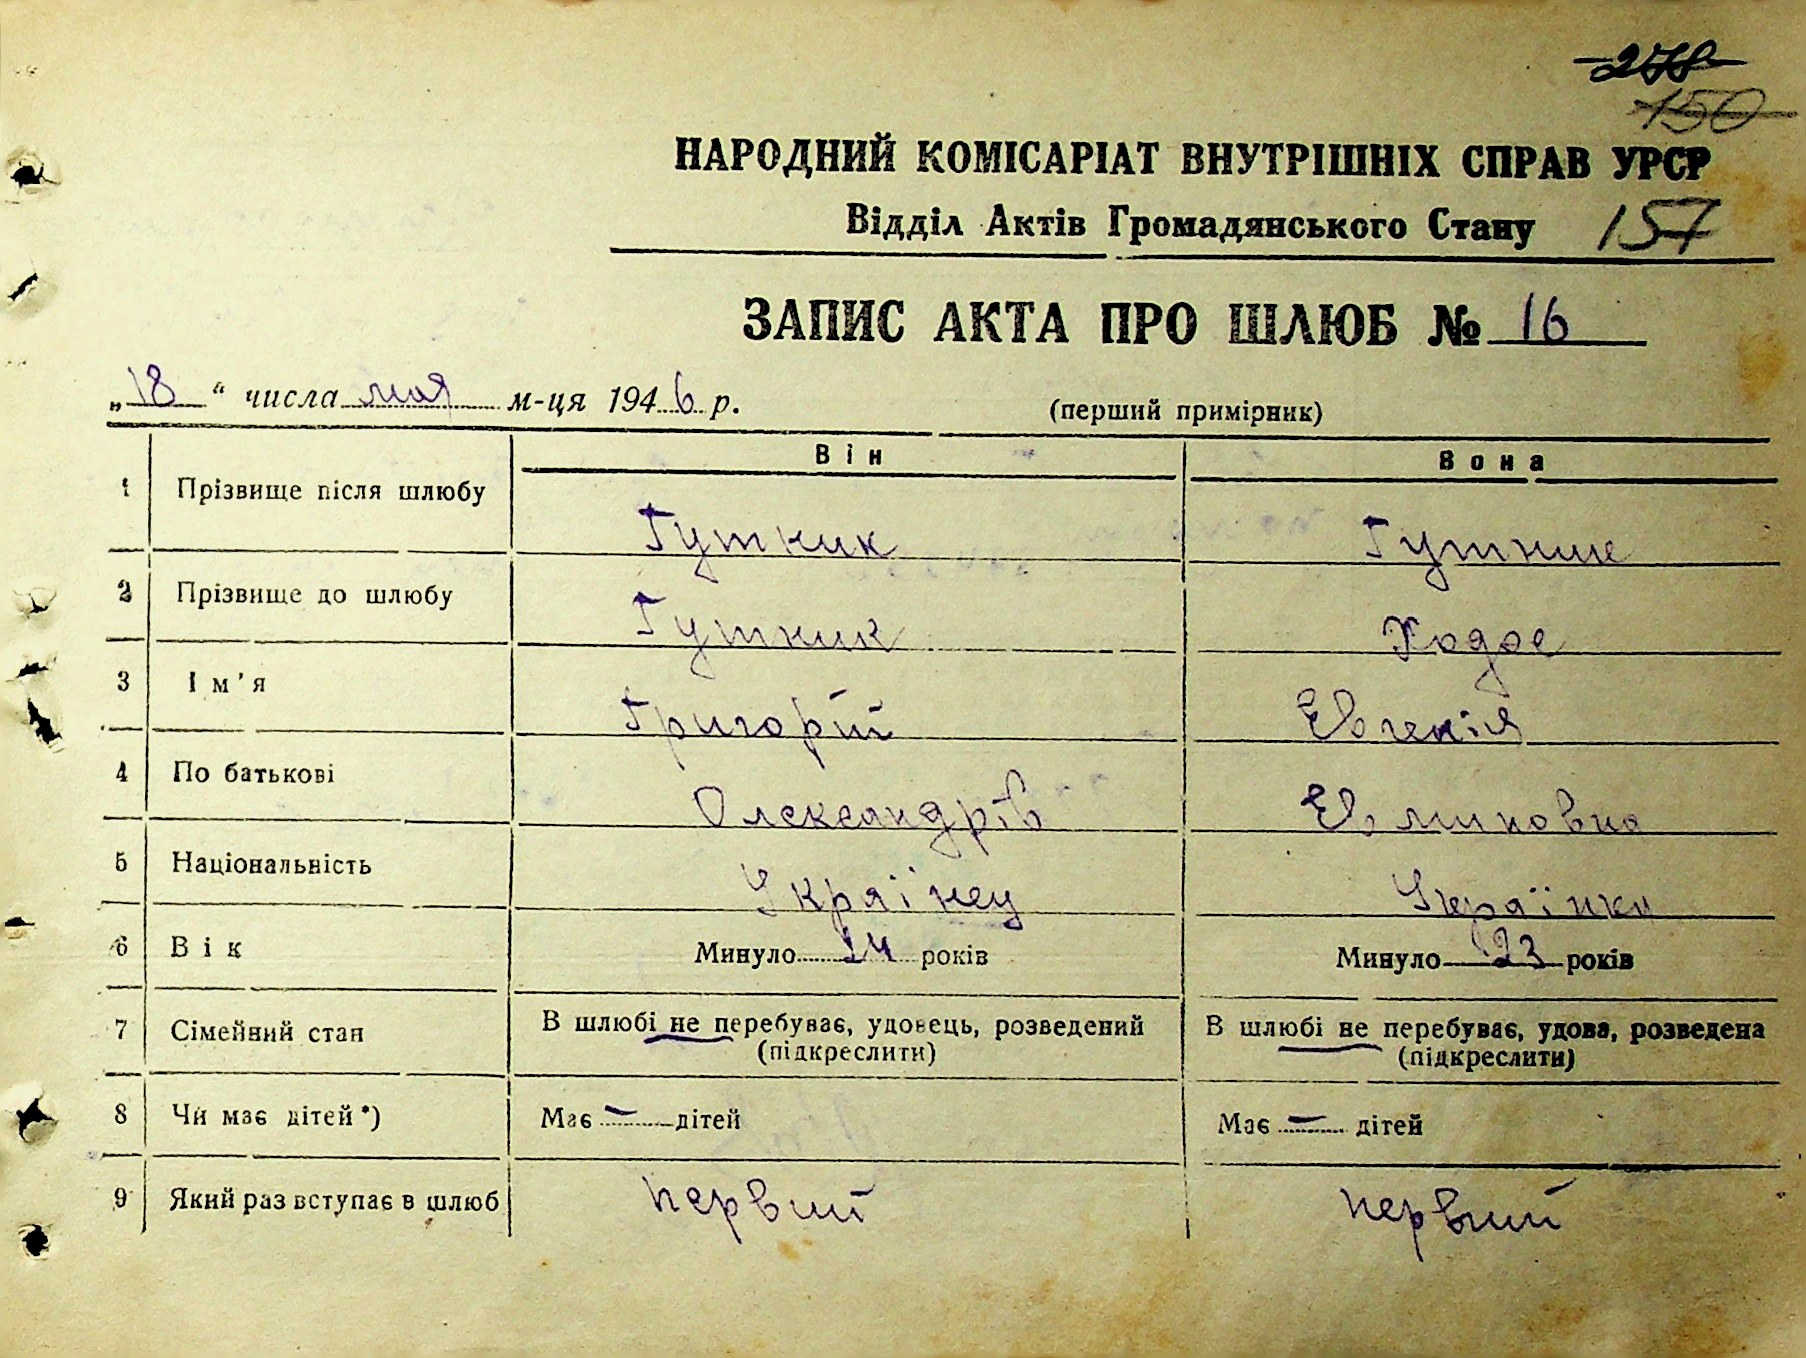 278
150
НАРОДНИЙ КОМІСАРІАТ ВНУТРІШНІХ СПРАВ УРСР
Відділ Актів Громадянського Стану 157
ЗАПИС АКТА ПРО ШЛЮБ № 16
„18“ числа мая м-ця 1946 р. (перший примірник)
Він Вона
1 Прізвище після шлюбу Гутник Гутник
2 Прізвище до шлюбу Гутник Ходос
3 Ім'я Григорій Евгенія
4 По батькові Олександрів
5 Національність Українец Українка
6 Вік Минуло 24 років Минуло 23 років
7 Сімейний стан В шлюбі не перебуває, удовець, розведений (підкреслити) В шлюбі не перебуває, удова, розведена (підкреслити)
8 Чи має дітей*) Має — дітей Має — дітей
9 Який раз вступає в шлюб первий первий